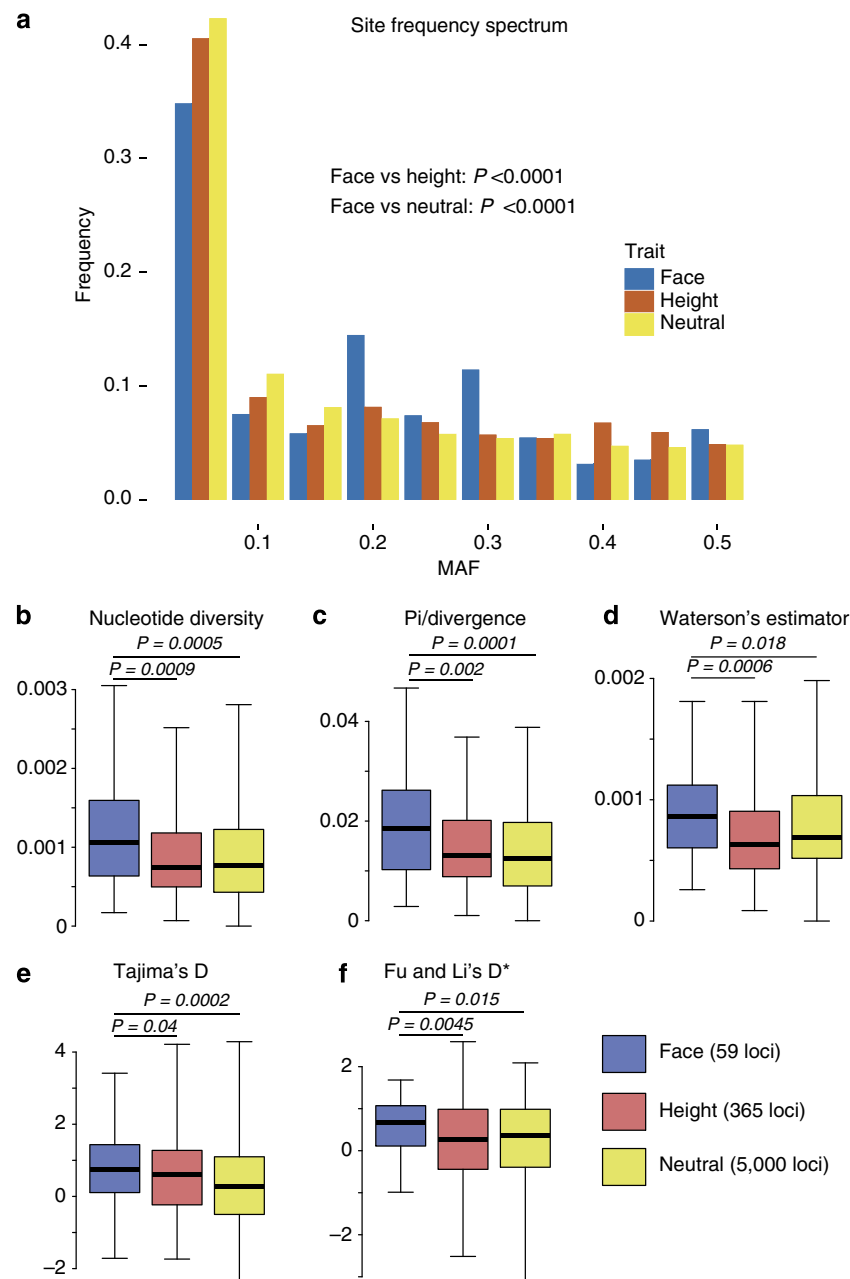 a
Site frequency spectrum
0.4
0.3
0.2
0.1
0.0
Frequency
Face vs height: P <0.0001
Face vs neutral: P <0.0001
Trait
Face
Height
Neutral
0.1 0.2 0.3 0.4 0.5
MAF
b Nucleotide diversity
P = 0.0005
P = 0.0009
0.003
0.002
0.001
0
c Pi/divergence
P = 0.0001
P = 0.002
0.04
0.02
0
d Waterson's estimator
P = 0.018
P = 0.0006
0.002
0.001
0
e Tajima's D
P = 0.0002
P = 0.04
4
2
0
–2
f Fu and Li's D*
P = 0.015
P = 0.0045
2
0
–2
Face (59 loci)
Height (365 loci)
Neutral (5,000 loci)